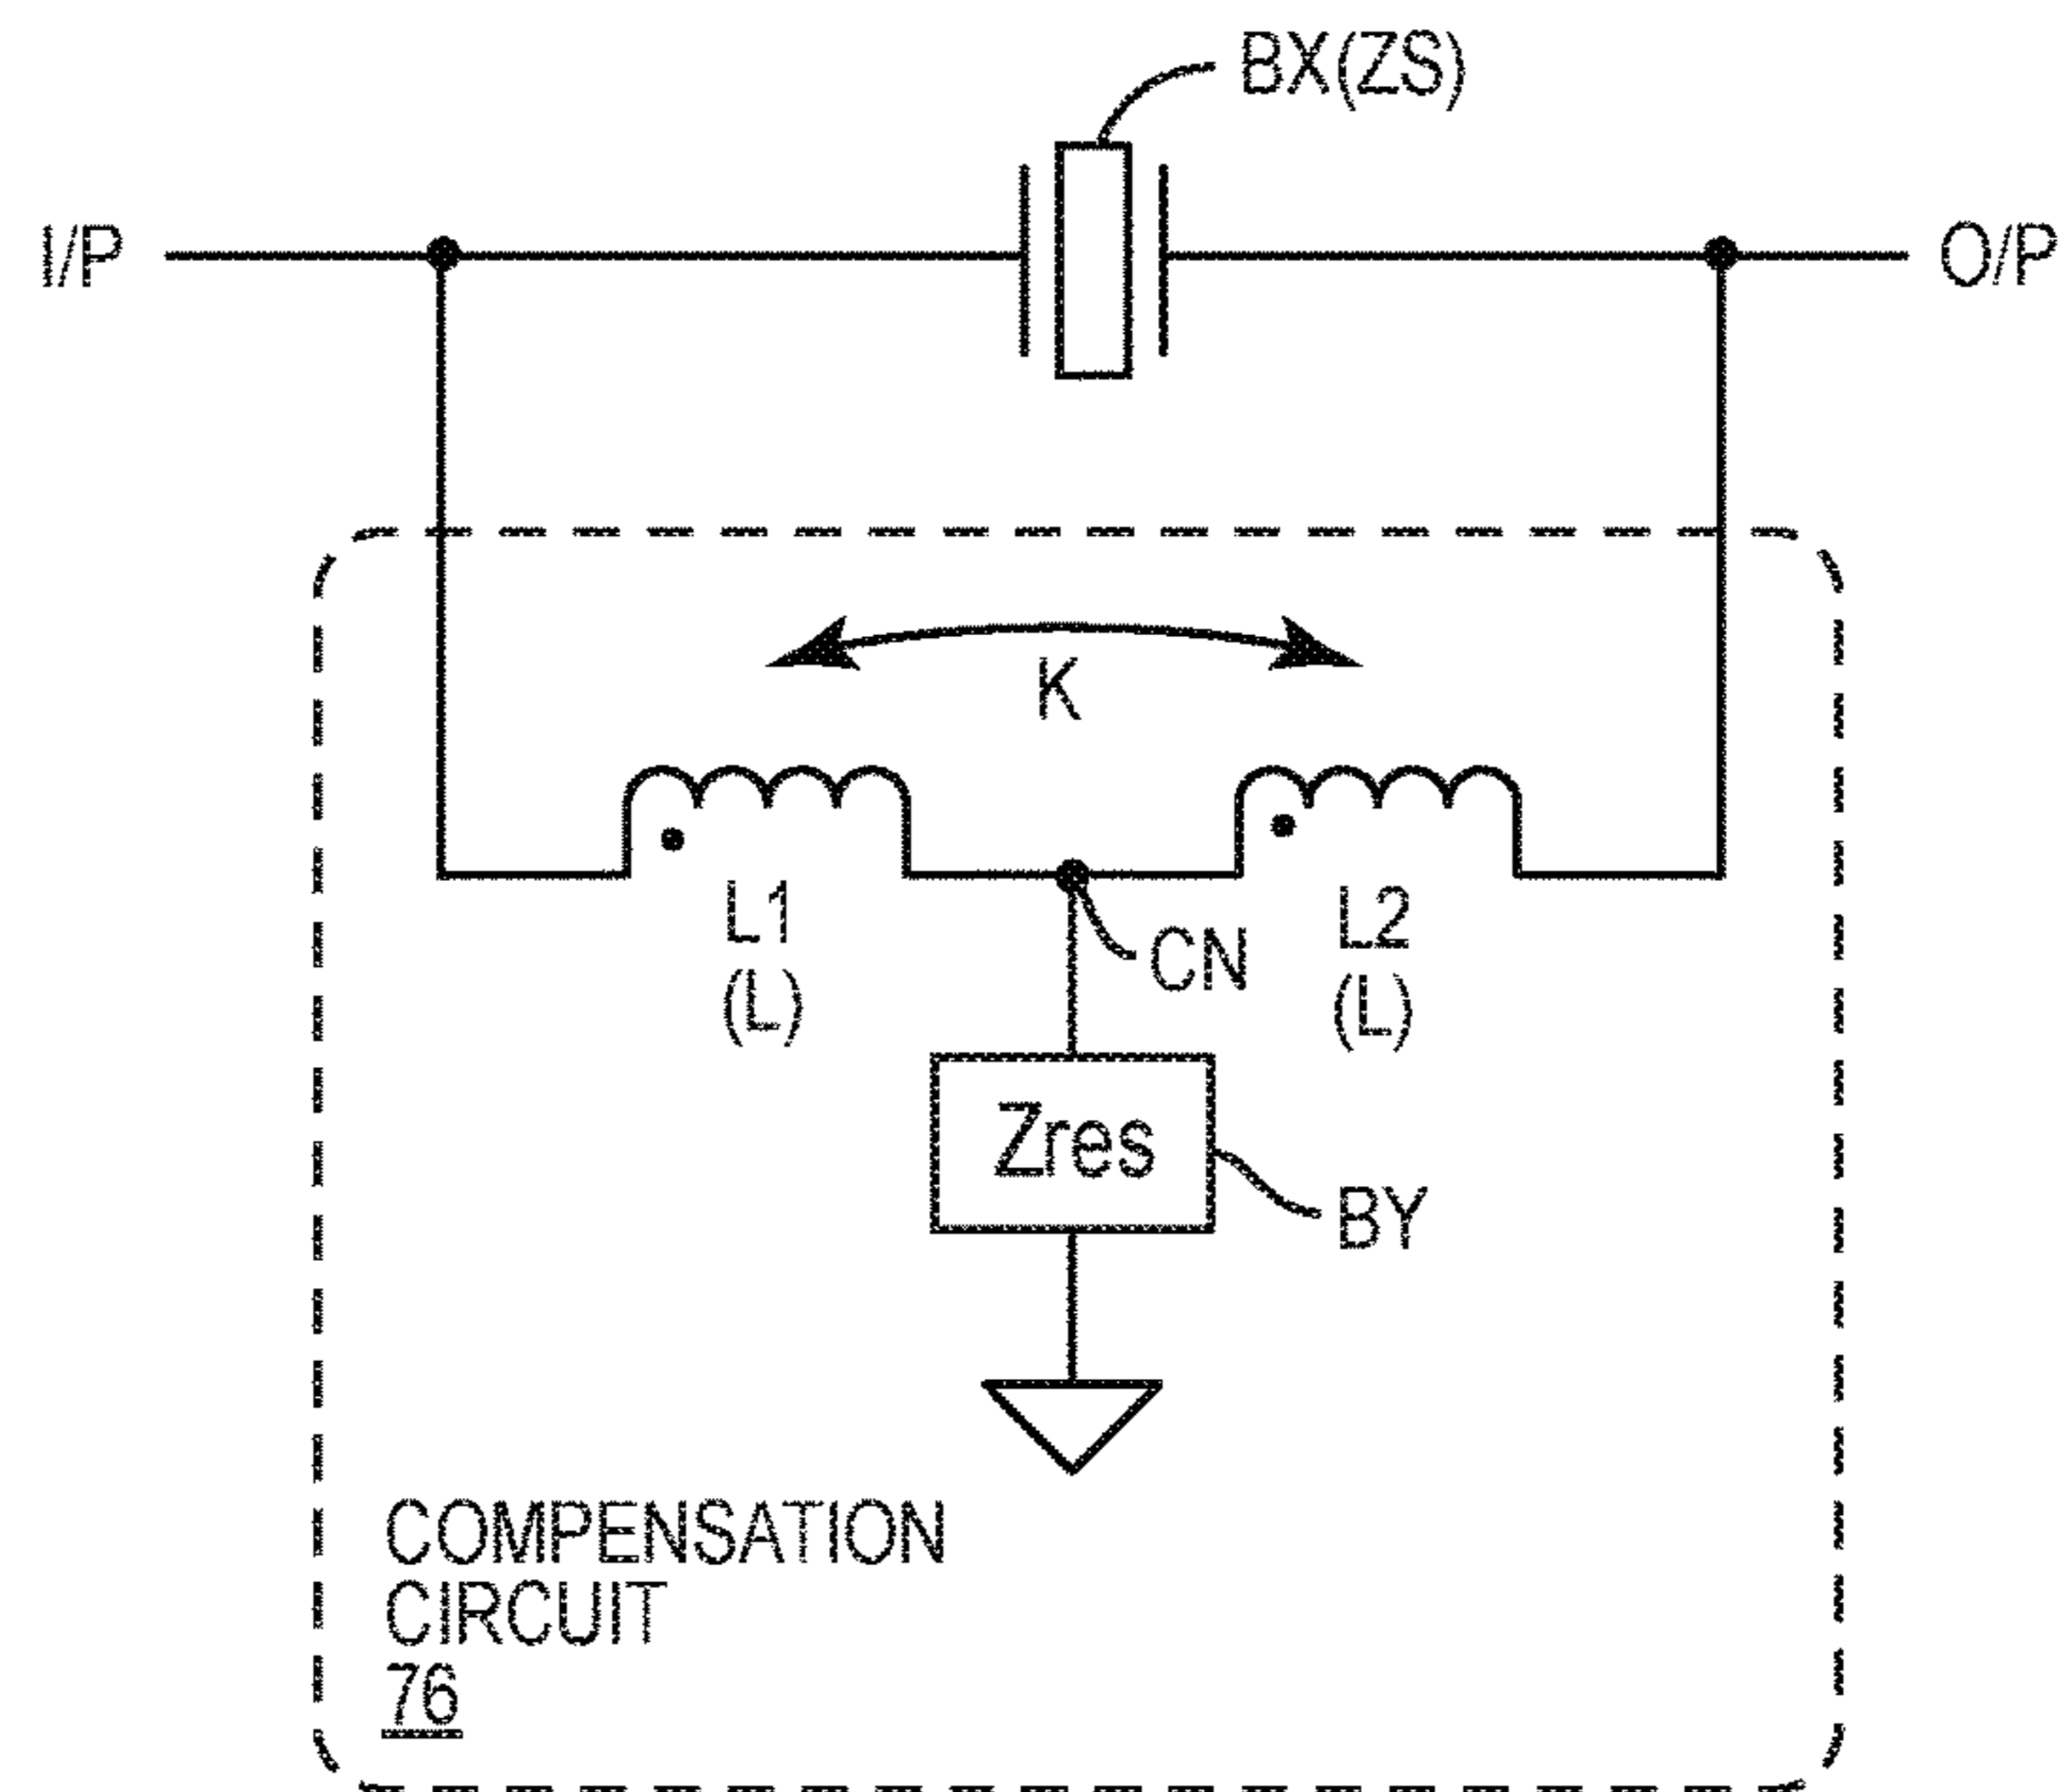 BX(ZS)
I/P
O/P
K
L1
(L)
CN
L2
(L)
Zres
BY
COMPENSATION
CIRCUIT
76